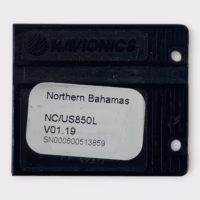 NAVIONICS
Northern Bahamas
NC/US850L
V01.19
SN000600513859